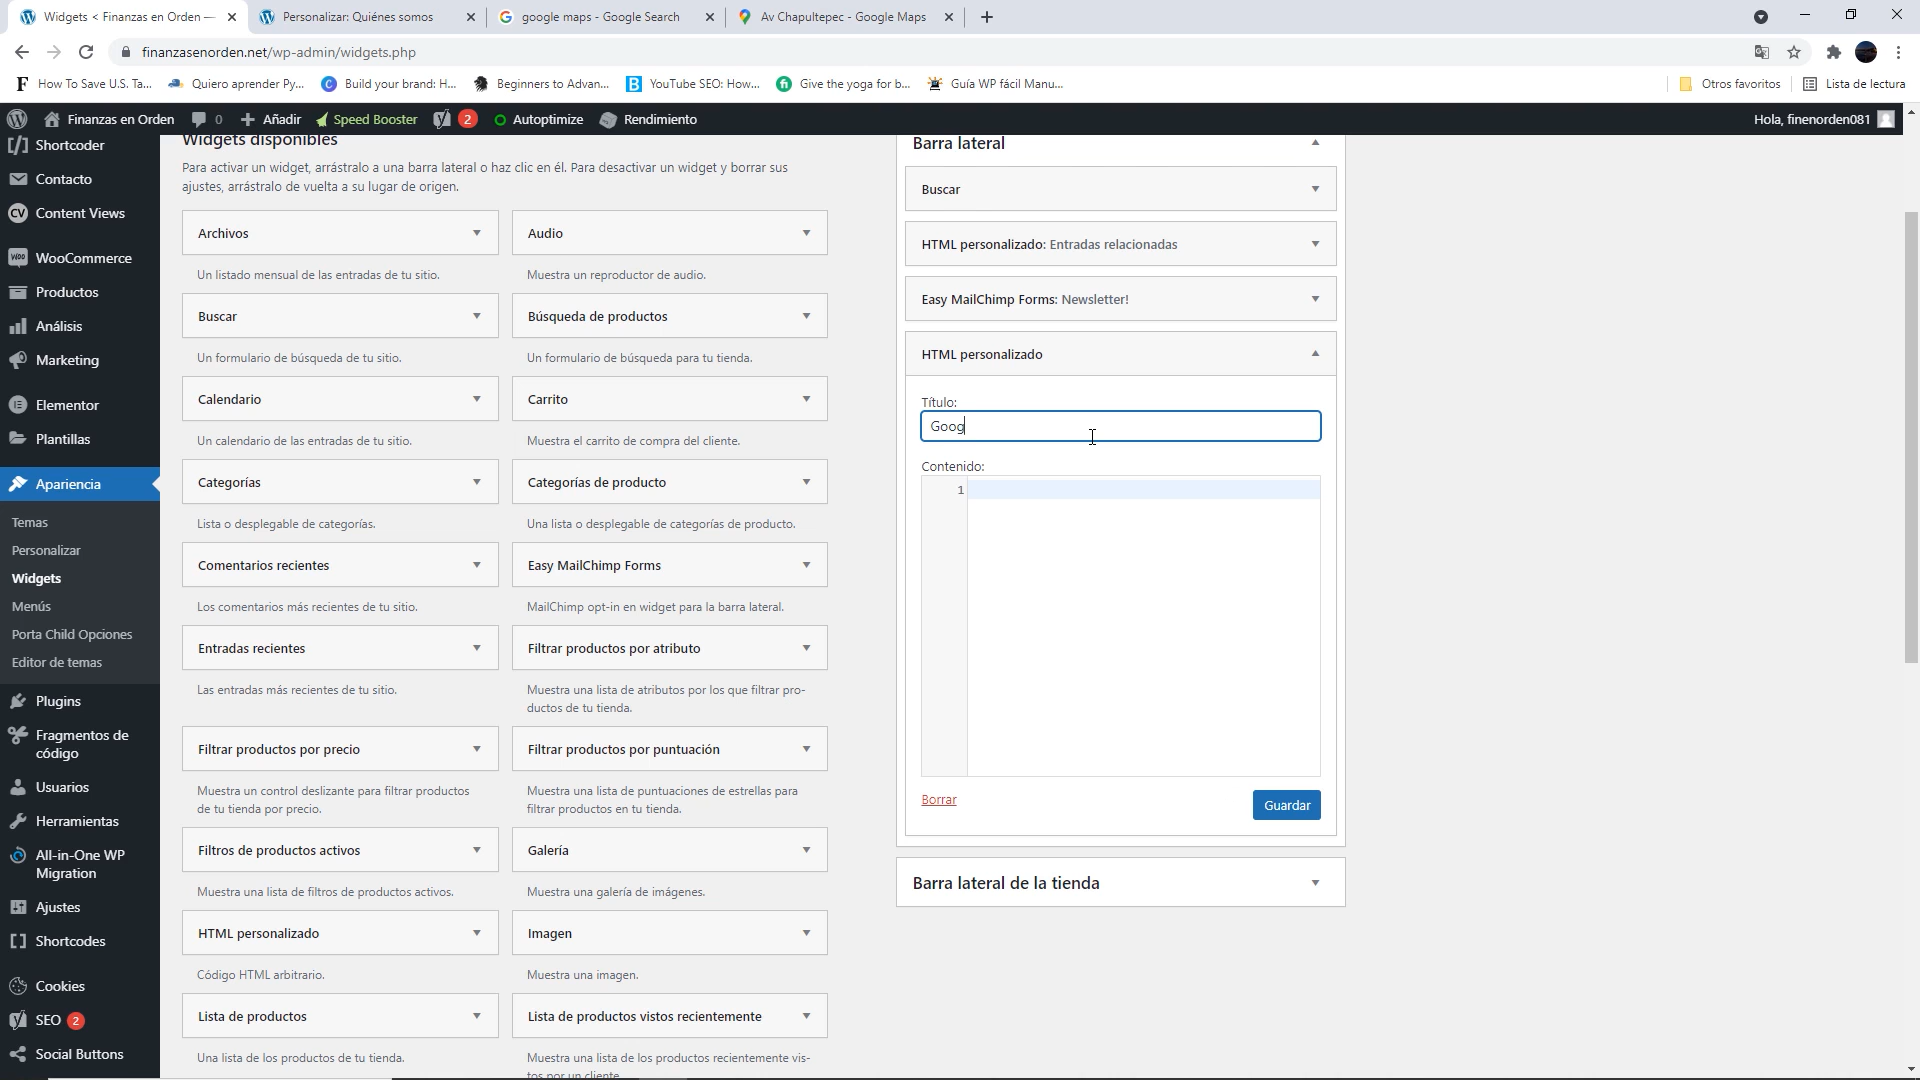 Widgets < Finanzas en Orden —
Personalizar: Quiénes somos
google maps - Google Search
Av Chapultepec - Google Maps
finanzasenorden.net/wp-admin/widgets.php
How To Save U.S. Ta...
Quiero aprender Py...
Build your brand: H...
Beginners to Advan...
YouTube SEO: How...
Give the yoga for b...
Guía WP fácil Manu...
Otros favoritos
Lista de lectura
Finanzas en Orden
0
Añadir
Speed Booster
2
Autoptimize
Rendimiento
Hola, finenorden081
Shortcoder
Contacto
Content Views
WooCommerce
Productos
Análisis
Marketing
Elementor
Plantillas
Apariencia
Temas
Personalizar
Widgets
Menús
Porta Child Opciones
Editor de temas
Plugins
Fragmentos de
código
Usuarios
Herramientas
All-in-One WP
Migration
Ajustes
Shortcodes
Cookies
SEO 2
Social Buttons
Widgets disponibles
Para activar un widget, arrástralo a una barra lateral o haz clic en él. Para desactivar un widget y borrar sus
ajustes, arrástralo de vuelta a su lugar de origen.
Archivos
Un listado mensual de las entradas de tu sitio.
Audio
Muestra un reproductor de audio.
Buscar
Un formulario de búsqueda de tu sitio.
Búsqueda de productos
Un formulario de búsqueda para tu tienda.
Calendario
Un calendario de las entradas de tu sitio.
Carrito
Muestra el carrito de compra del cliente.
Categorías
Lista o desplegable de categorías.
Categorías de producto
Una lista o desplegable de categorías de producto.
Comentarios recientes
Los comentarios más recientes de tu sitio.
Easy MailChimp Forms
MailChimp opt-in en widget para la barra lateral.
Entradas recientes
Las entradas más recientes de tu sitio.
Filtrar productos por atributo
Muestra una lista de atributos por los que filtrar pro-
ductos de tu tienda.
Filtrar productos por precio
Muestra un control deslizante para filtrar productos
de tu tienda por precio.
Filtrar productos por puntuación
Muestra una lista de puntuaciones de estrellas para
filtrar productos en tu tienda.
Filtros de productos activos
Muestra una lista de filtros de productos activos.
Galería
Muestra una galería de imágenes.
HTML personalizado
Código HTML arbitrario.
Imagen
Muestra una imagen.
Lista de productos
Una lista de los productos de tu tienda.
Lista de productos vistos recientemente
Muestra una lista de los productos recientemente vis-
tos por un cliente.
Barra lateral
Buscar
HTML personalizado: Entradas relacionadas
Easy MailChimp Forms: Newsletter!
HTML personalizado
Título:
Goog
Contenido:
1
Borrar
Guardar
Barra lateral de la tienda